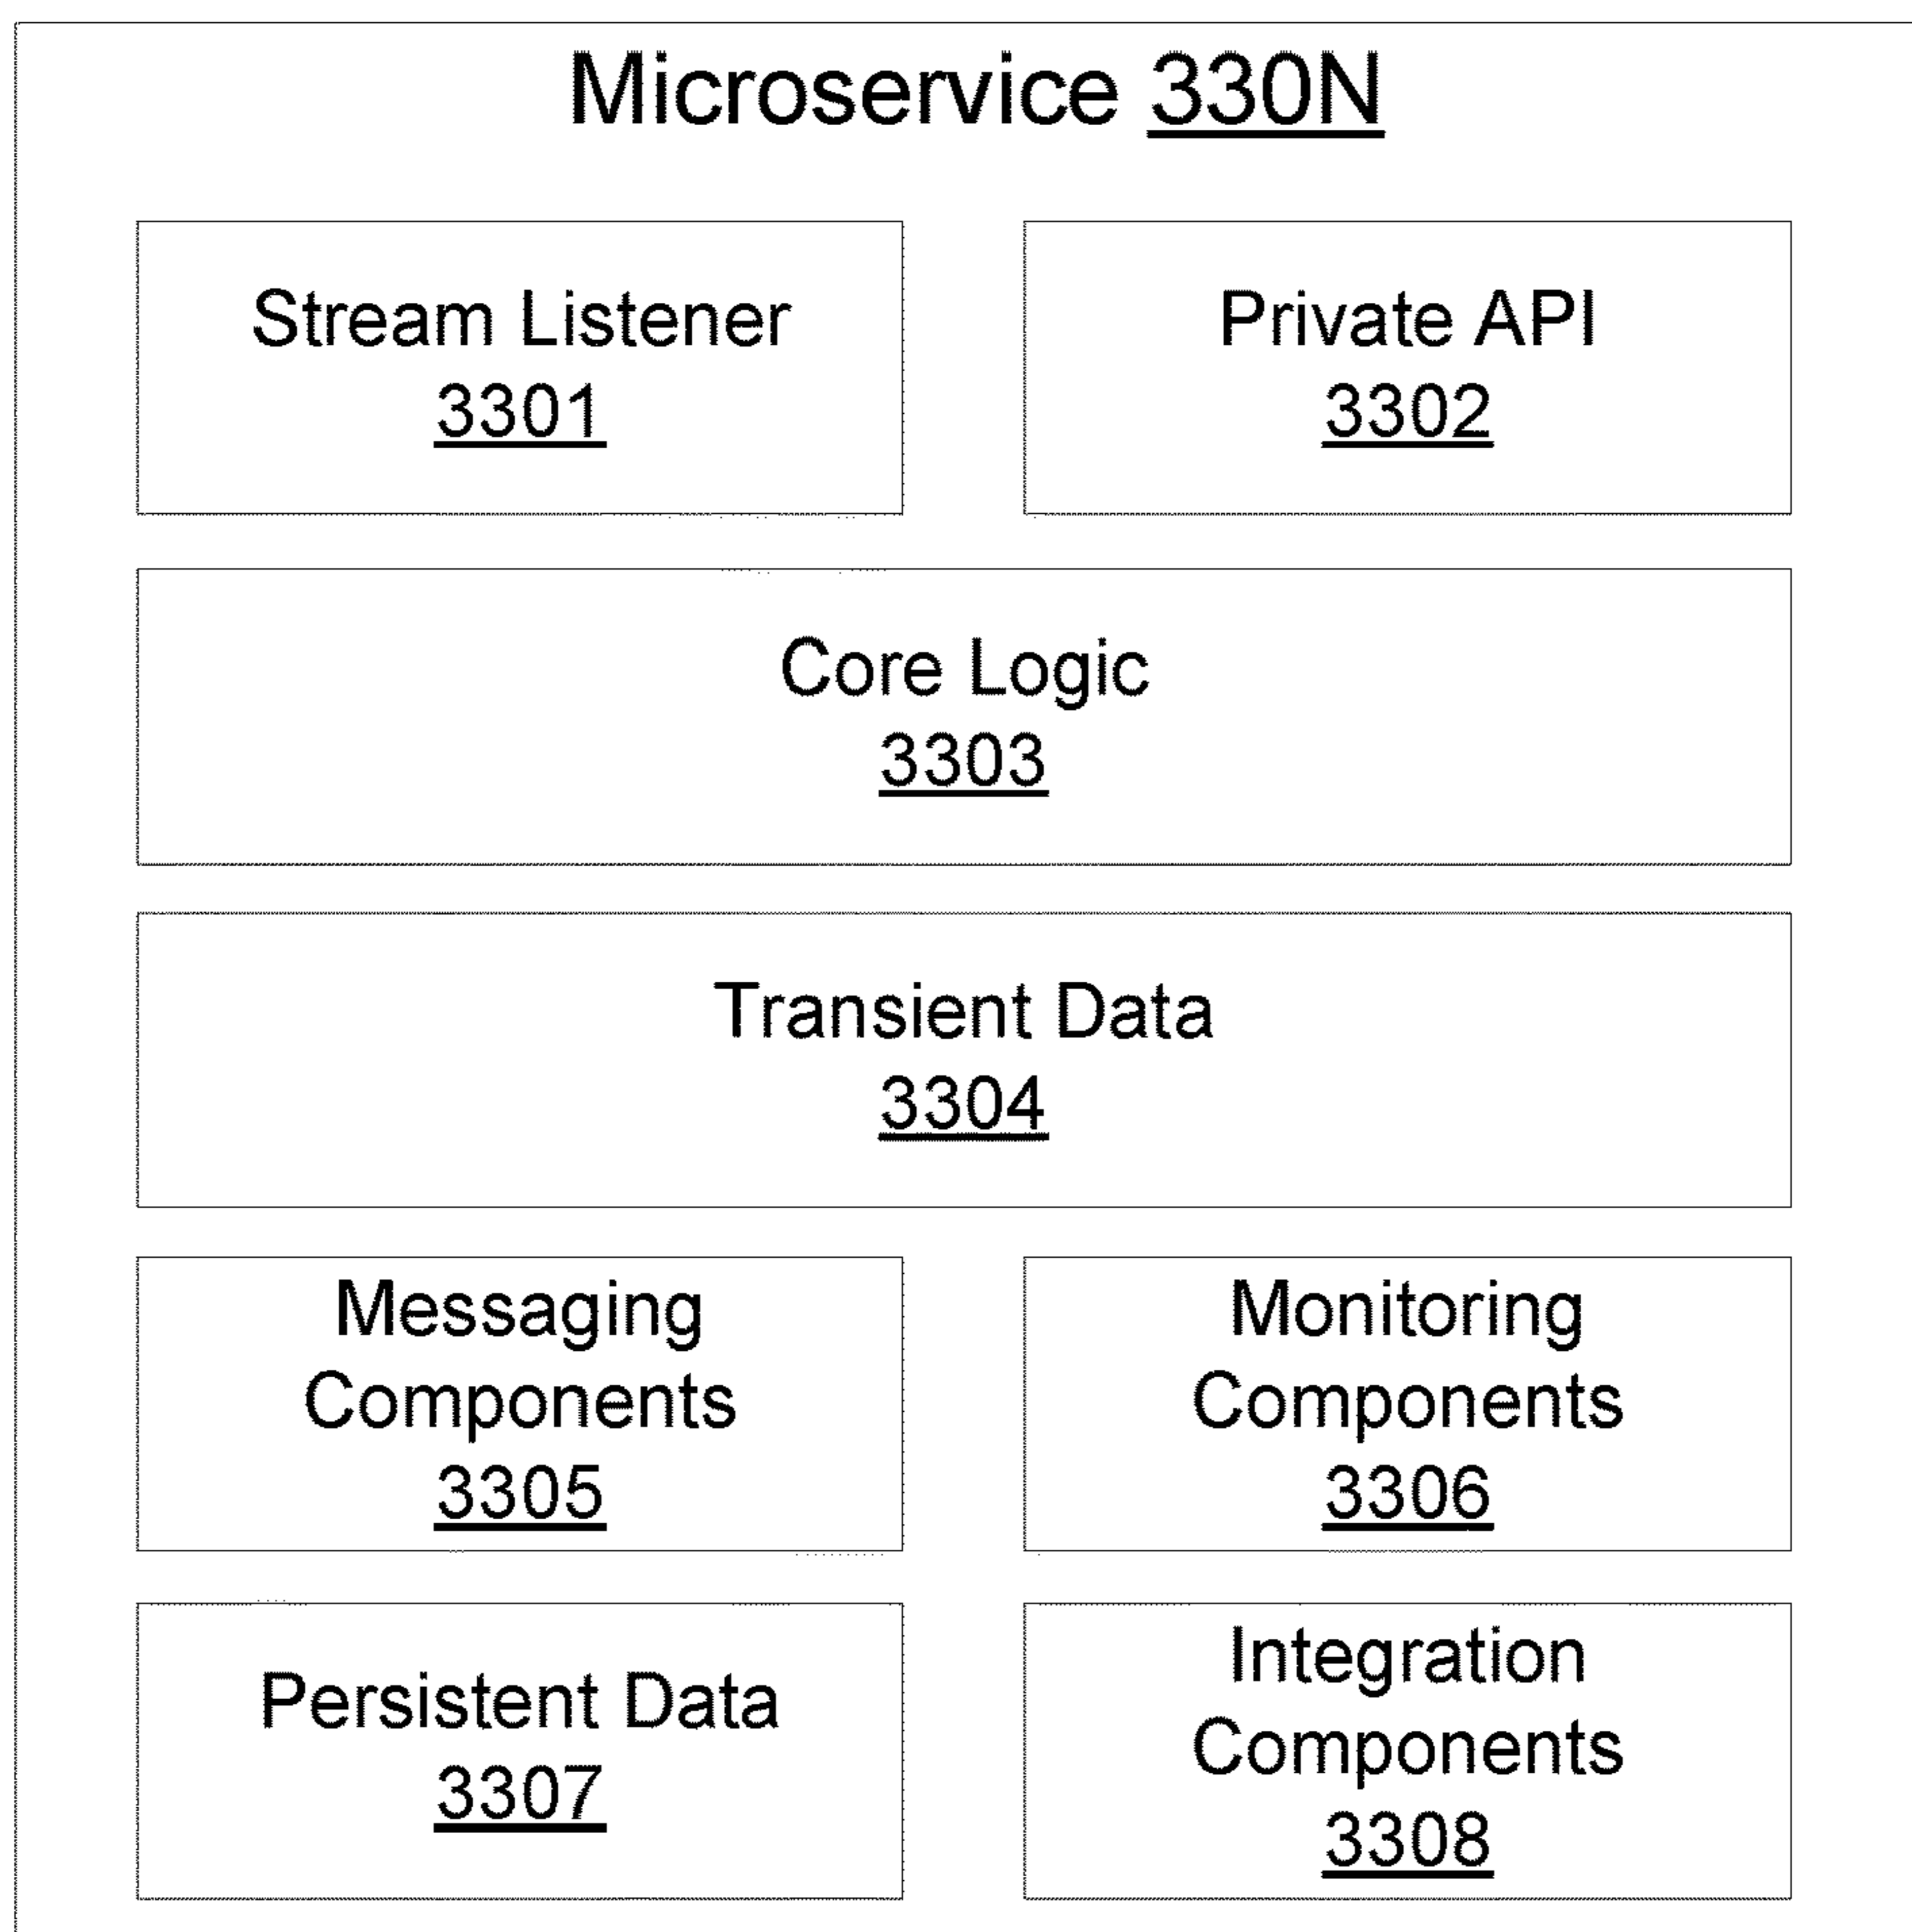 Microservice 330N
Stream Listener
3301
Private API
3302
Core Logic
3303
Transient Data
3304
Messaging
Components
3305
Monitoring
Components
3306
Persistent Data
3307
Integration
Components
3308